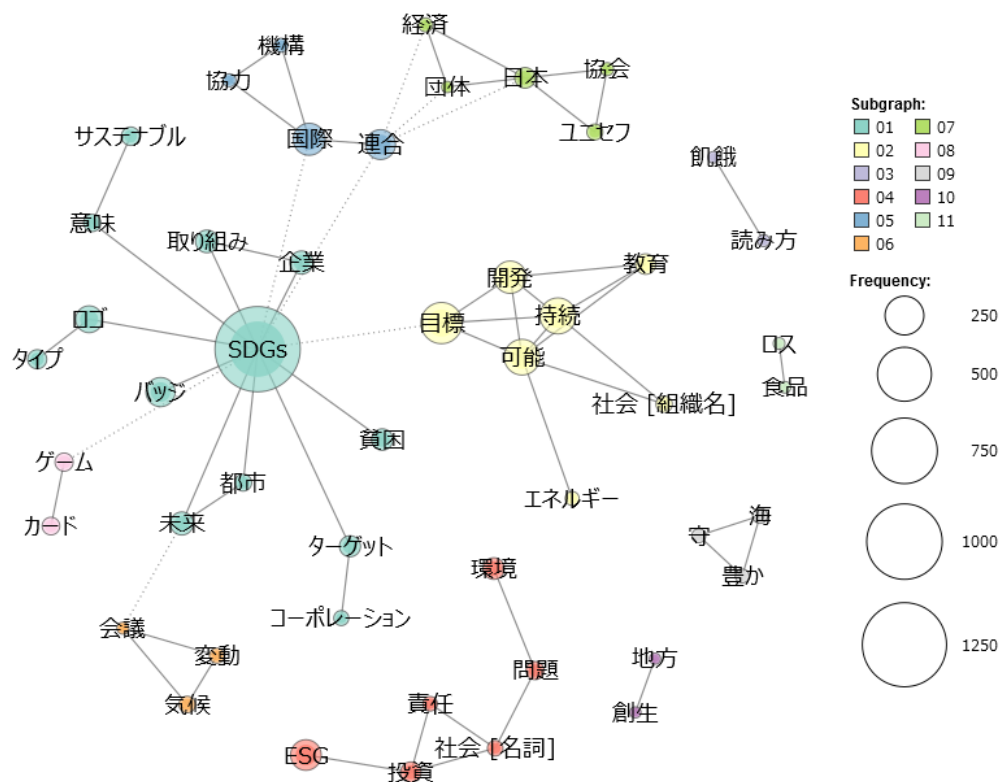 経済
機構
協力
団体
日本
協会
サステナブル
国際
連合
ユニセフ
飢餓
意味
取り組み
企業
読み方
開発
教育
ロゴ
目標
持続
タイプ
SDGs
可能
ロス
食品
バッジ
社会 [組織名]
貧困
ゲーム
都市
エネルギー
カード
未来
ターゲット
海
守
豊か
環境
会議
コーポレーション
変動
問題
地方
気候
責任
創生
ESG
投資
社会 [名詞]
Subgraph:
01 07
02 08
03 09
04 10
05 11
06
Frequency:
250
500
750
1000
1250